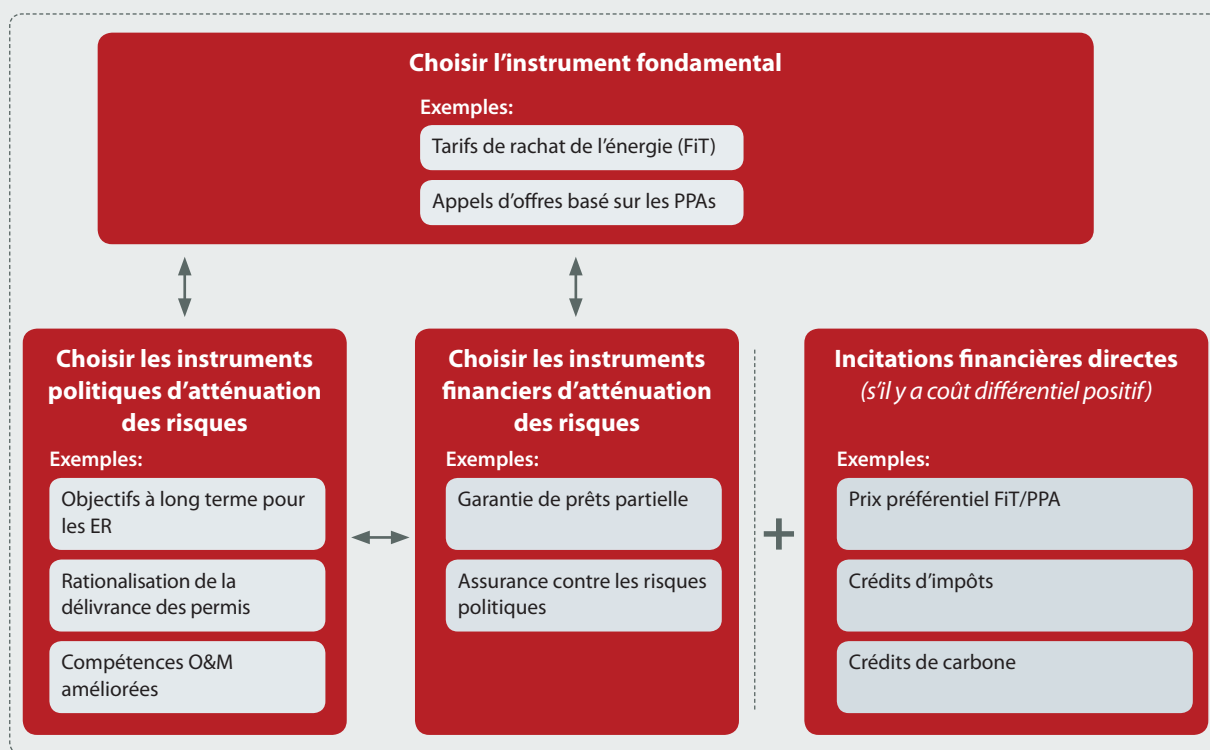 Choisir l’instrument fondamental
Exemples:
Tarifs de rachat de l’énergie (FiT)
Appels d’offres basé sur les PPAs
Choisir les instruments
politiques d’atténuation
des risques
Exemples:
Objectifs à long terme pour
les ER
Rationalisation de la
délivrance des permis
Compétences O&M
améliorées
Choisir les instruments
financiers d’atténuation
des risques
Exemples:
Garantie de prêts partielle
Assurance contre les risques
politiques
+
Incitations financières directes
(s’il y a coût différentiel positif)
Exemples:
Prix préférentiel FiT/PPA
Crédits d’impôts
Crédits de carbone